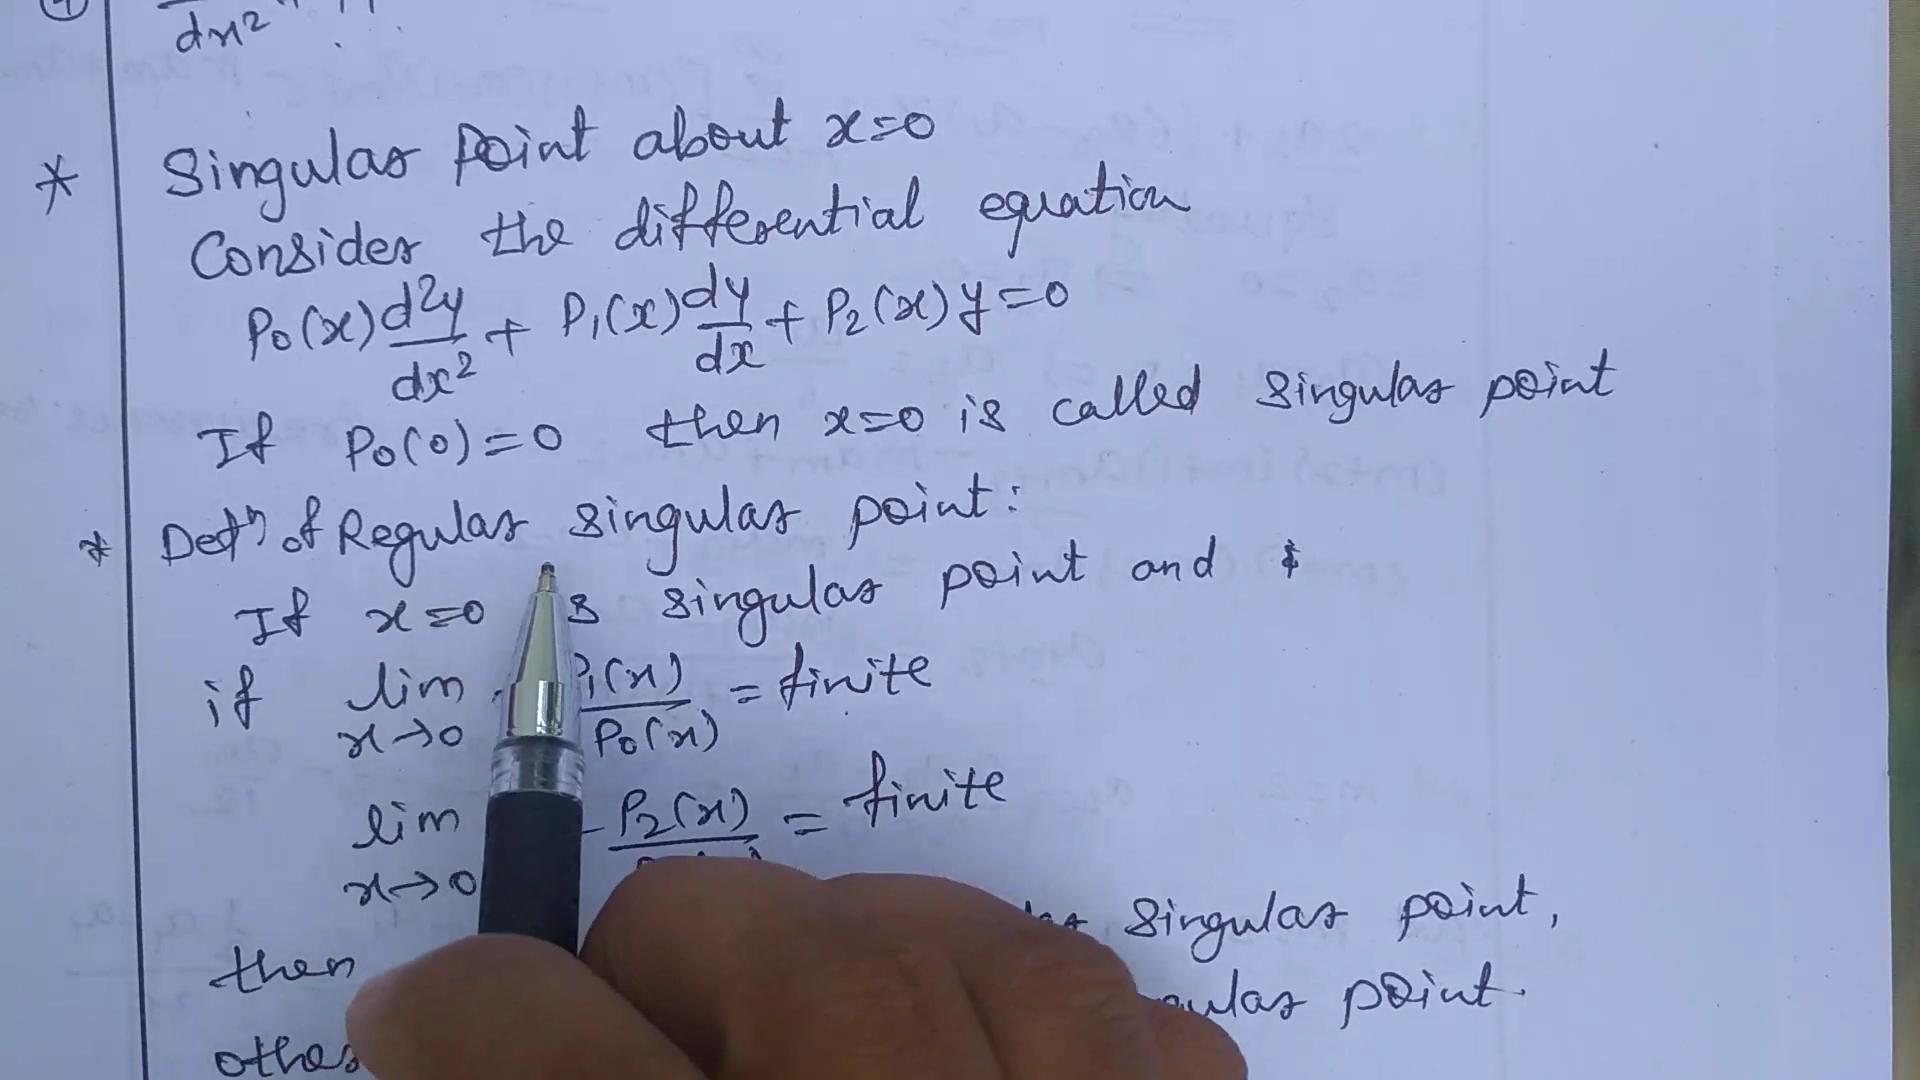 dx²
* Singular point about x=0
Consider the differential equation
P₀(x) d²y/dx² + P₁(x) dy/dx + P₂(x) y = 0
If P₀(0) = 0 then x=0 is called singular point
* Defⁿ of Regular singular point:
If x=0 is singular point and
if lim x→0 P₁(x)/P₀(x) = finite
lim x→0 P₂(x) = finite
then singular point,
point.